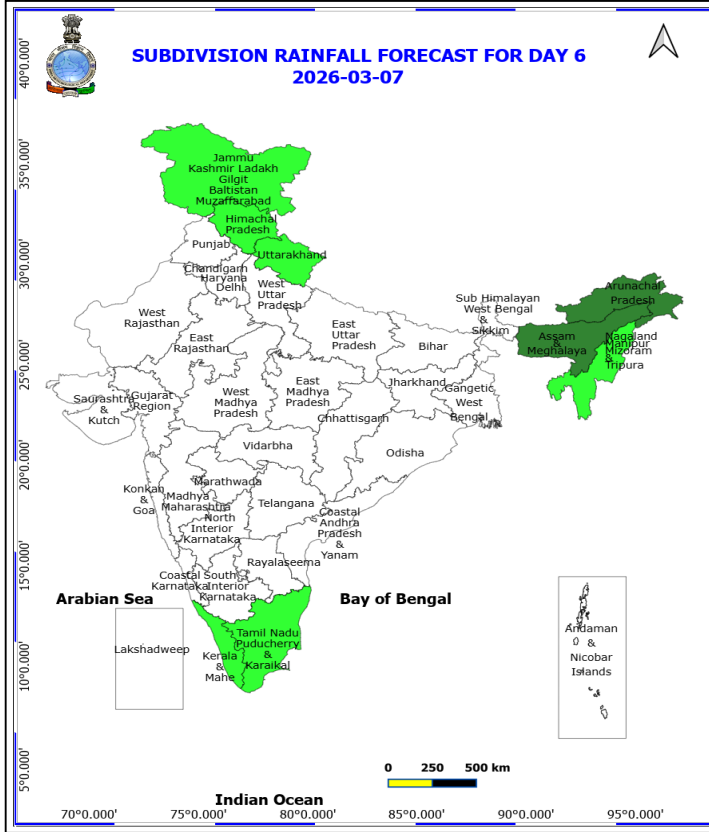 SUBDIVISION RAINFALL FORECAST FOR DAY 6
2026-03-07
40°0.000'
35°0.000'
30°0.000'
25°0.000'
20°0.000'
15°0.000'
10°0.000'
5°0.000'
Jammu
Kashmir Ladakh
Gilgit
Baltistan
Muzaffarabad
Himachal
Pradesh
Punjab
Uttarakhand
Chandigarh
Haryana
Delhi
West
Uttar
Pradesh
West
Rajasthan
East
Rajasthan
East
Uttar
Pradesh
Bihar
Sub Himalayan
West Bengal
&
Sikkim
Arunachal
Pradesh
Assam
&
Meghalaya
Nagaland
Manipur
Mizoram
&
Tripura
Saurashtra
&
Kutch
Gujarat
Region
West
Madhya
Pradesh
East
Madhya
Pradesh
Jharkhand
Gangetic
West
Bengal
Chhattisgarh
Odisha
Vidarbha
Konkan
&
Goa
Marathwada
Madhya
Maharashtra
North
Interior
Karnataka
Telangana
Coastal
Andhra
Pradesh
&
Yanam
Rayalaseema
Coastal
Karnataka
South
Interior
Karnataka
Arabian Sea
Bay of Bengal
Lakshadweep
Kerala
&
Mahe
Tamil Nadu
Puducherry
&
Karaikal
Andaman
&
Nicobar
Islands
0 250 500 km
Indian Ocean
70°0.000' 75°0.000' 80°0.000' 85°0.000' 90°0.000' 95°0.000'